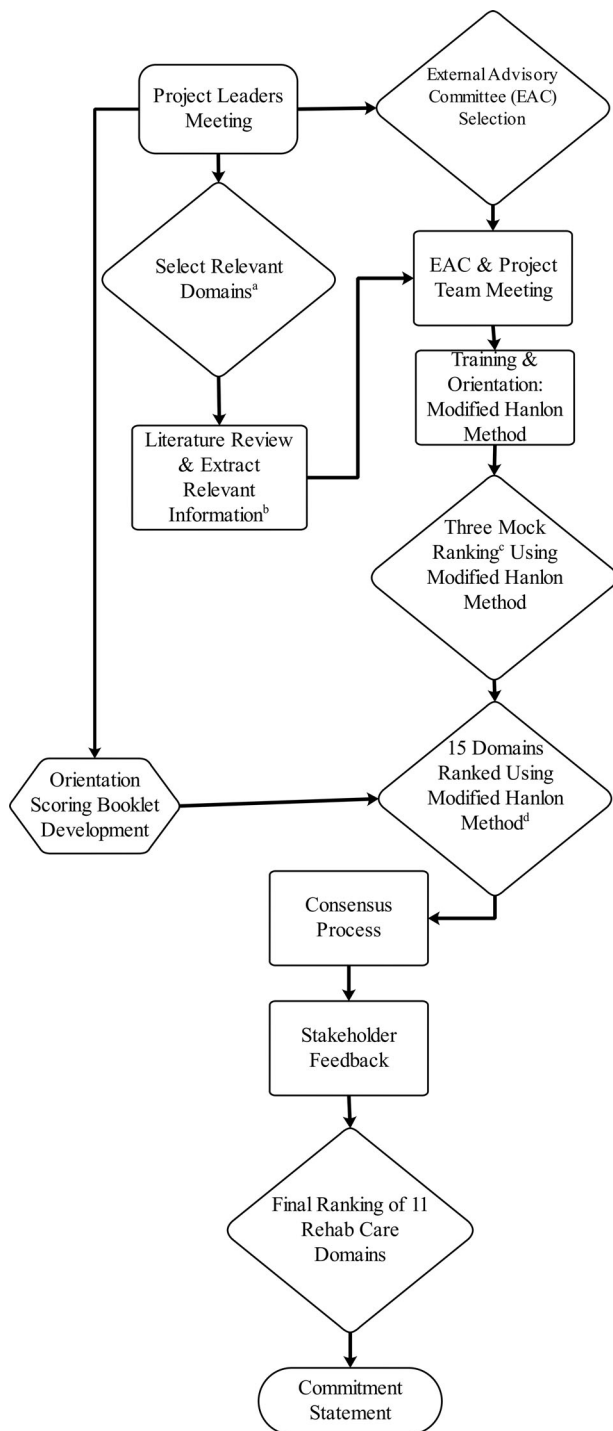 Project Leaders
Meeting
External Advisory
Committee (EAC)
Selection
Select Relevant
Domainsᵃ
EAC & Project
Team Meeting
Training &
Orientation:
Modified Hanlon
Method
Literature Review
& Extract
Relevant
Informationᵇ
Three Mock
Rankingᶜ Using
Modified Hanlon
Method
15 Domains
Ranked Using
Modified Hanlon
Methodᵈ
Orientation
Scoring Booklet
Development
Consensus
Process
Stakeholder
Feedback
Final Ranking of 11
Rehab Care
Domains
Commitment
Statement